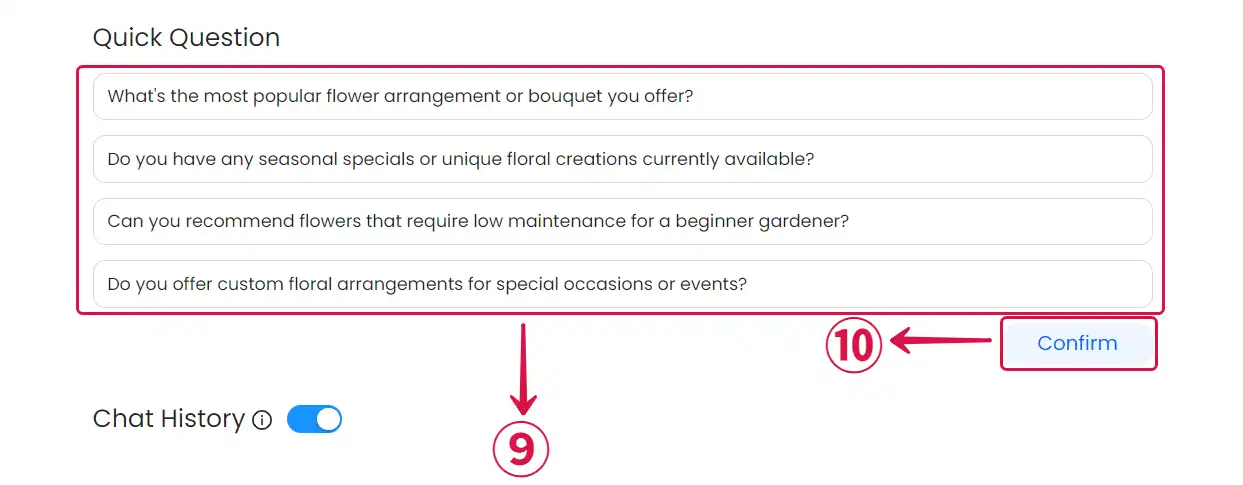 Quick Question
What's the most popular flower arrangement or bouquet you offer?
Do you have any seasonal specials or unique floral creations currently available?
Can you recommend flowers that require low maintenance for a beginner gardener?
Do you offer custom floral arrangements for special occasions or events?
10 Confirm
Chat History
9